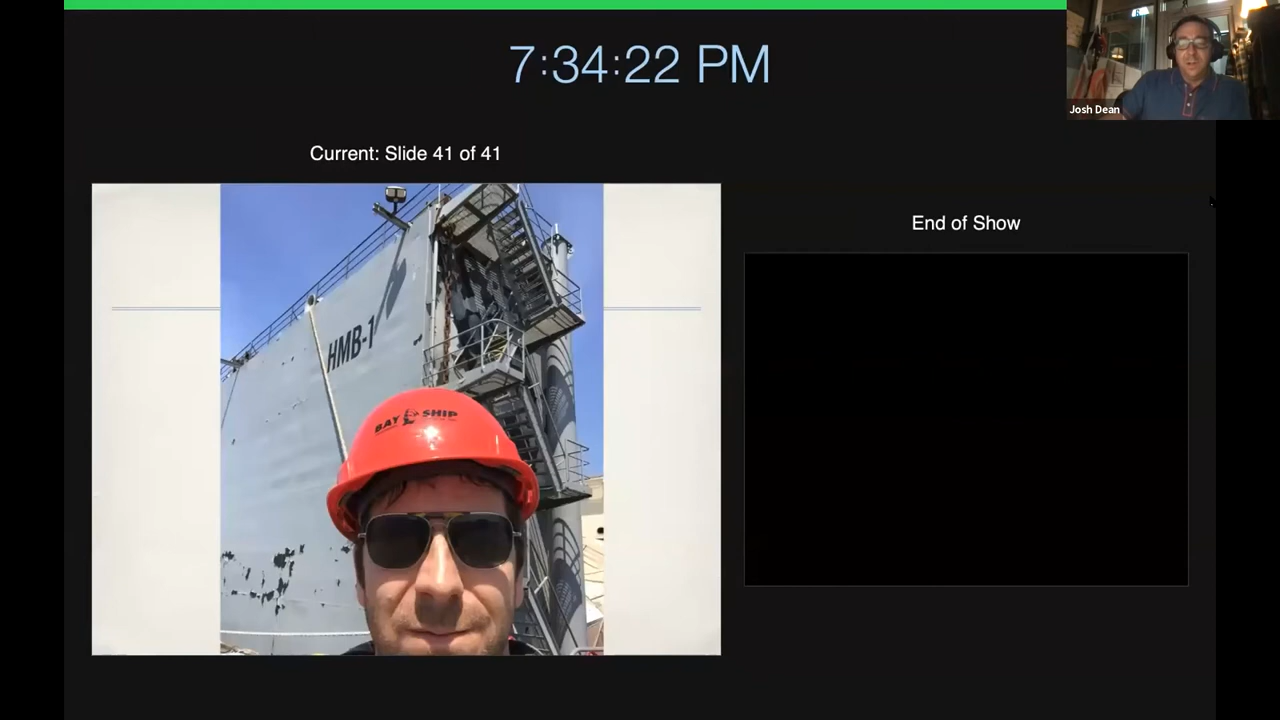 7:34:22 PM
Josh Dean
Current: Slide 41 of 41
End of Show
HMB-1
BAY SHIP